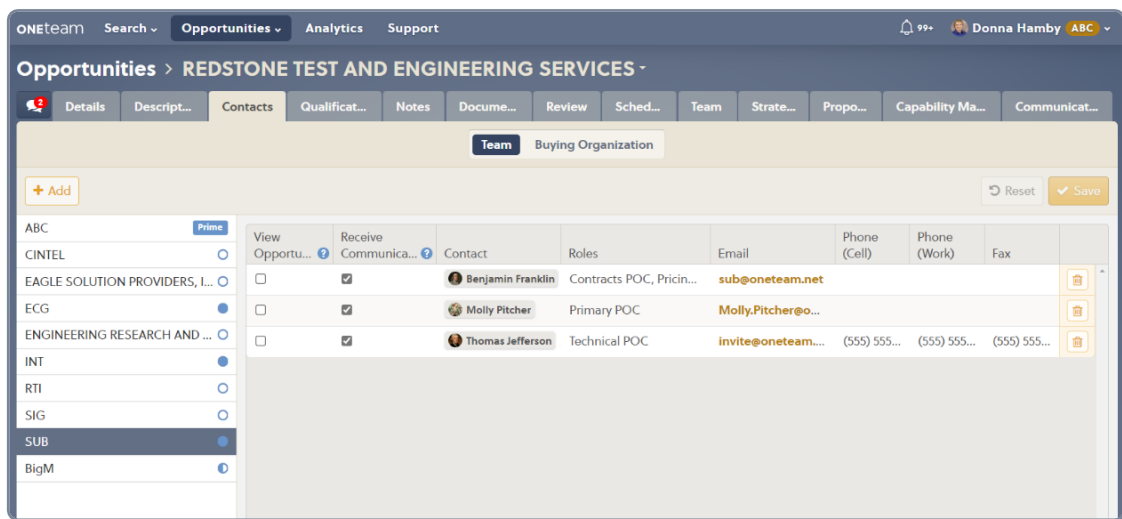 ONEteam Search Opportunities Analytics Support 99+ Donna Hamby ABC
Opportunities > REDSTONE TEST AND ENGINEERING SERVICES
2 Details Descript... Contacts Qualificat... Notes Docume... Review Sched... Team Strate... Propo... Capability Ma... Communicat...
Team Buying Organization
+ Add Reset Save
ABC Prime
CINTEL
EAGLE SOLUTION PROVIDERS, I...
ECG
ENGINEERING RESEARCH AND ...
INT
RTI
SIG
SUB
BigM
View Opportu... ? Receive Communica... ? Contact Roles Email Phone (Cell) Phone (Work) Fax
Benjamin Franklin Contracts POC, Pricin... sub@oneteam.net
Molly Pitcher Primary POC Molly.Pitcher@o...
Thomas Jefferson Technical POC invite@oneteam.... (555) 555... (555) 555... (555) 555...